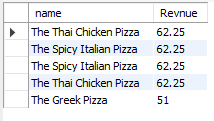 name Revnue
The Thai Chicken Pizza 62.25
The Spicy Italian Pizza 62.25
The Spicy Italian Pizza 62.25
The Thai Chicken Pizza 62.25
The Greek Pizza 51